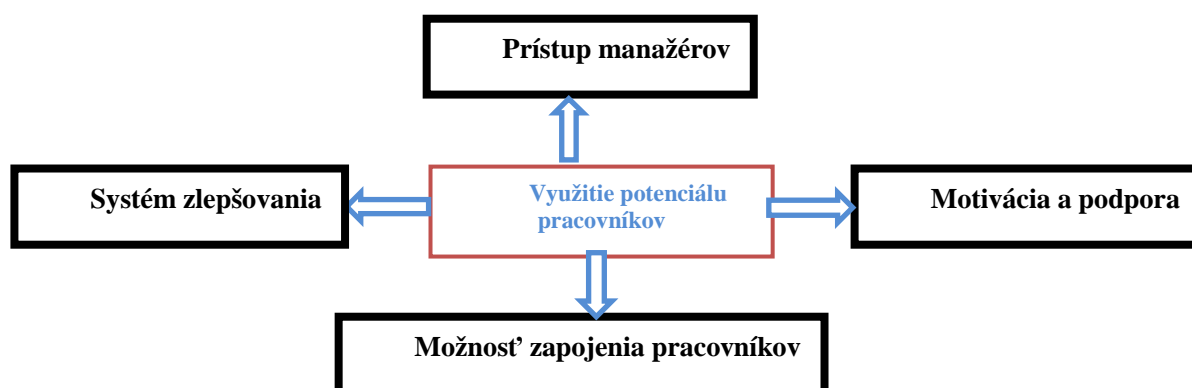 Prístup manažérov
Systém zlepšovania
Využitie potenciálu
pracovníkov
Motivácia a podpora
Možnosť zapojenia pracovníkov